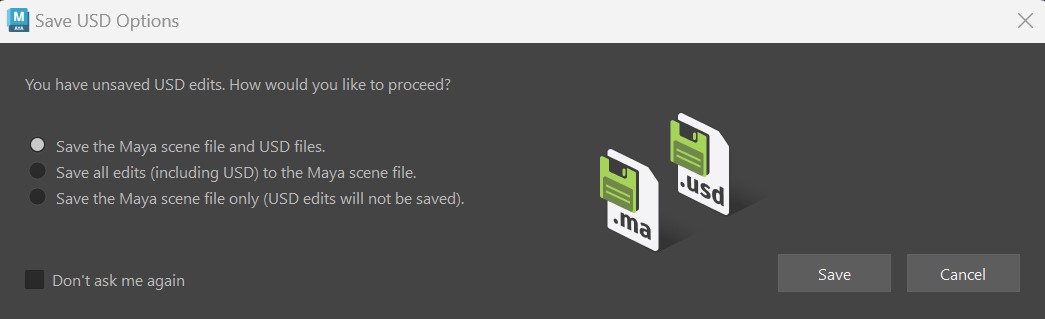 M
AYA
Save USD Options
You have unsaved USD edits. How would you like to proceed?
Save the Maya scene file and USD files.
Save all edits (including USD) to the Maya scene file.
Save the Maya scene file only (USD edits will not be saved).
.usd
.ma
Don't ask me again
Save
Cancel